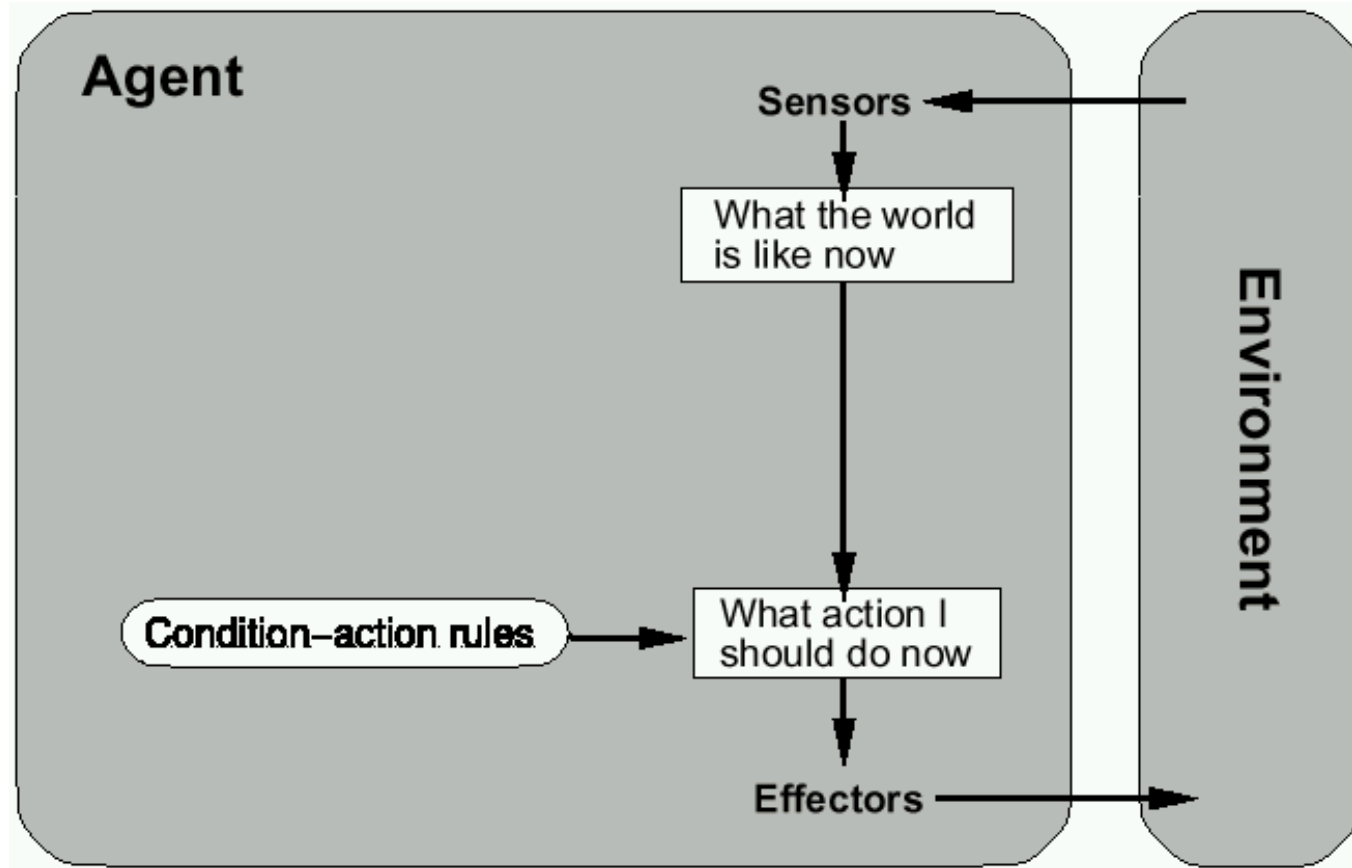 Agent
Sensors
What the world
is like now
Environment
Condition–action rules
What action I
should do now
Effectors